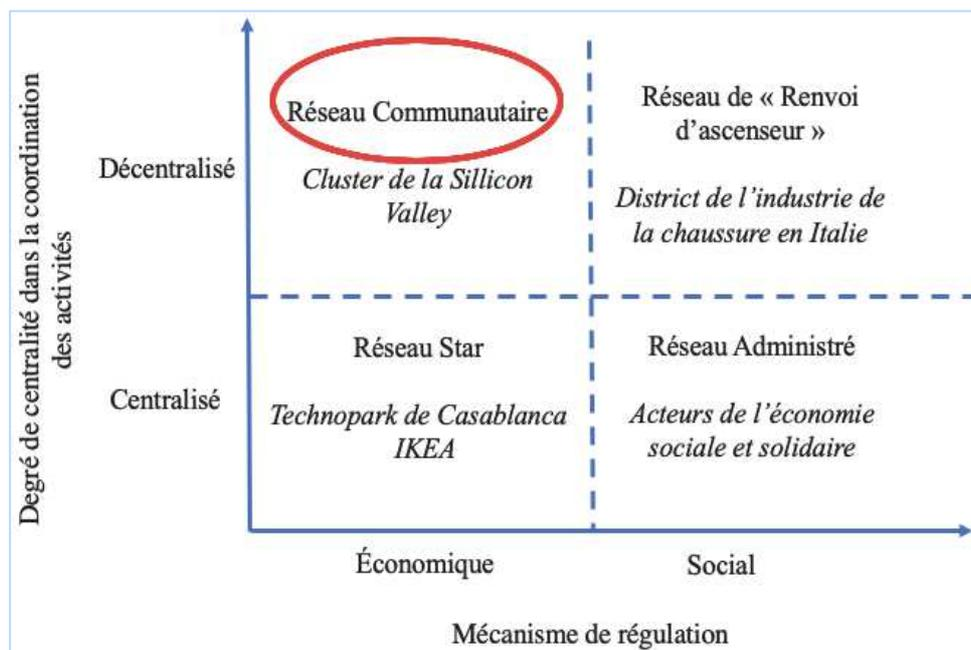 Degré de centralité dans la coordination
des activités
Décentralisé
Réseau Communautaire
Cluster de la Sillicon
Valley
Réseau de « Renvoi
d’ascenseur »
District de l’industrie de
la chaussure en Italie
Centralisé
Réseau Star
Technopark de Casablanca
IKEA
Réseau Administré
Acteurs de l’économie
sociale et solidaire
Économique
Social
Mécanisme de régulation